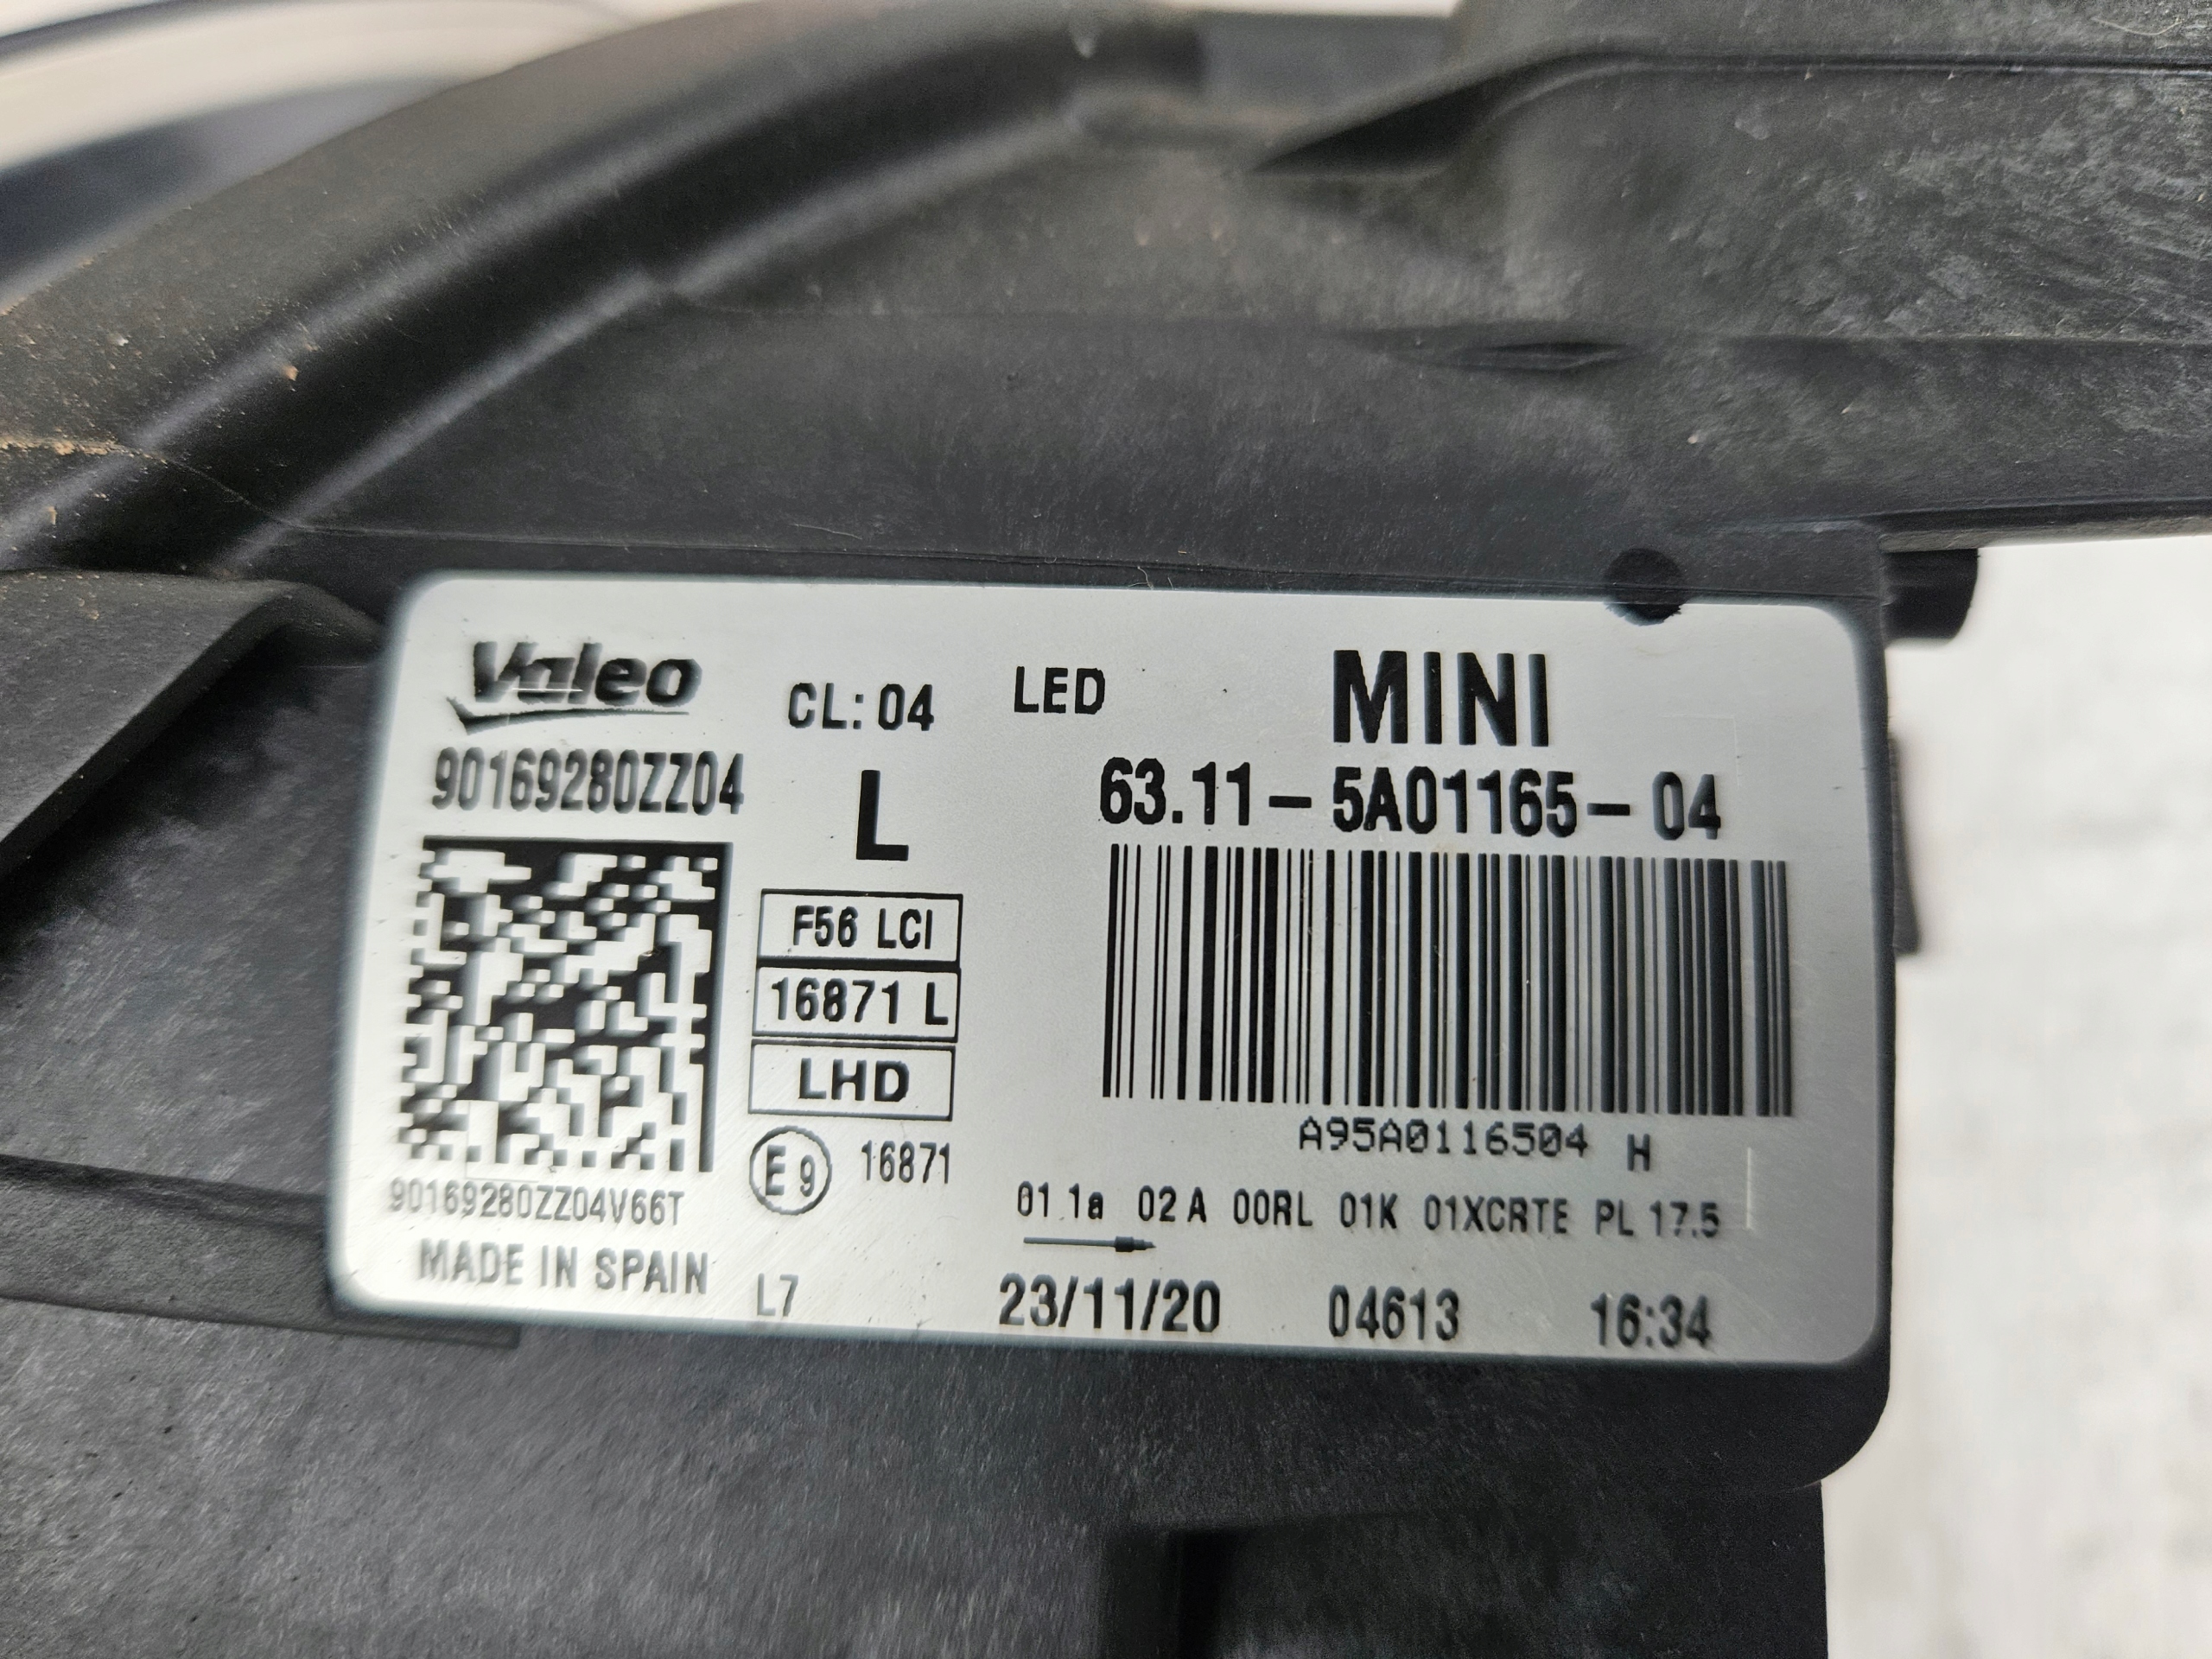 Valeo
CL: 04
LED
MINI
90169280ZZ04
L
63.11 – 5A01165 – 04
F56 LCI
16871 L
LHD
A95A0116504 H
E9 16871
90169280ZZ04V66T
01 1a 02 A 00RL 01K 01XCRTE PL 17.5
MADE IN SPAIN
L7
23/11/20 04613 16:34